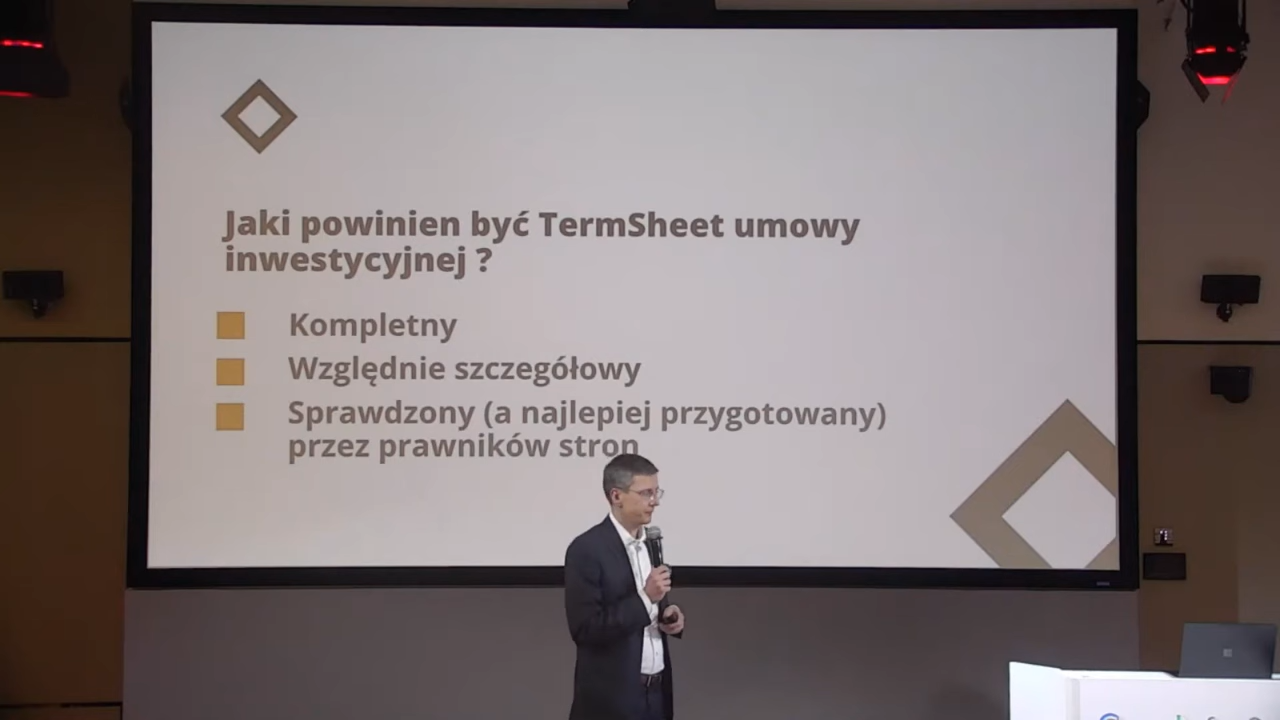 Jaki powinien być TermSheet umowy
inwestycyjnej ?
Kompletny
Względnie szczegółowy
Sprawdzony (a najlepiej przygotowany)
przez prawników stron